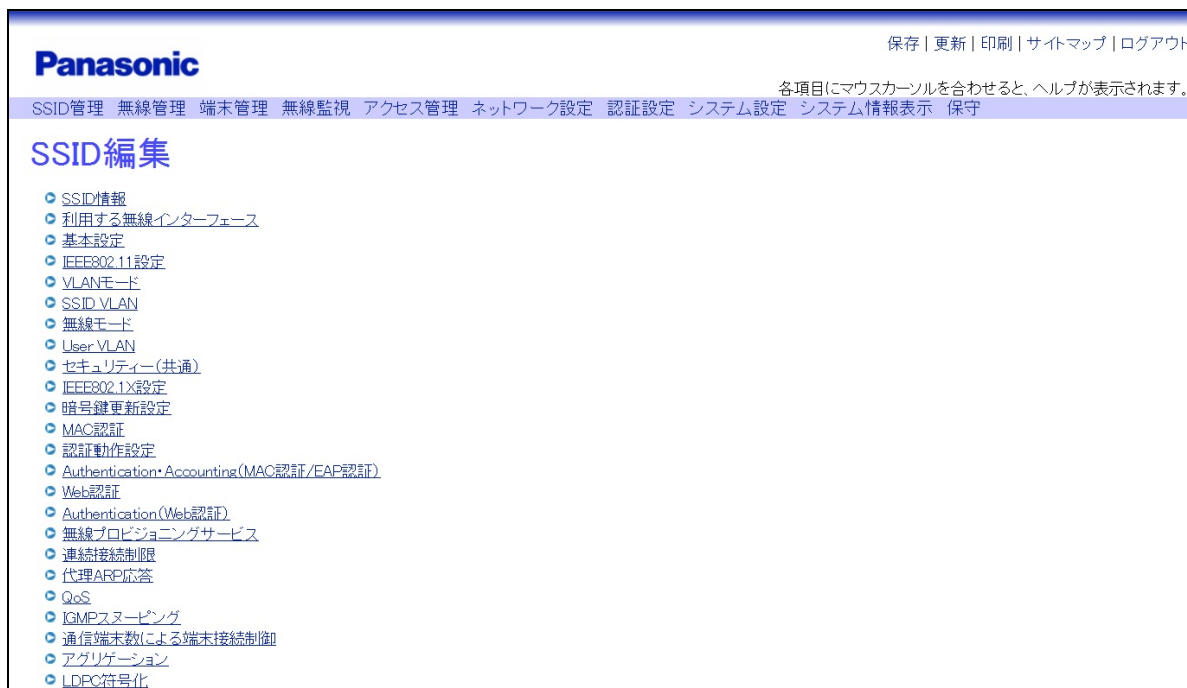 保存 | 更新 | 印刷 | サイトマップ | ログアウト
Panasonic
各項目にマウスカーソルを合わせると、ヘルプが表示されます。
SSID管理 無線管理 端末管理 無線監視 アクセス管理 ネットワーク設定 認証設定 システム設定 システム情報表示 保守
SSID編集
SSID情報
利用する無線インターフェース
基本設定
IEEE802.11設定
VLANモード
SSID VLAN
無線モード
User VLAN
セキュリティー(共通)
IEEE802.1X設定
暗号鍵更新設定
MAC認証
認証動作設定
Authentication・Accounting(MAC認証/EAP認証)
Web認証
Authentication(Web認証)
無線プロビジョニングサービス
連続接続制限
代理ARP応答
QoS
IGMPスヌーピング
通信端末数による端末接続制御
アグリゲーション
LDPC符号化